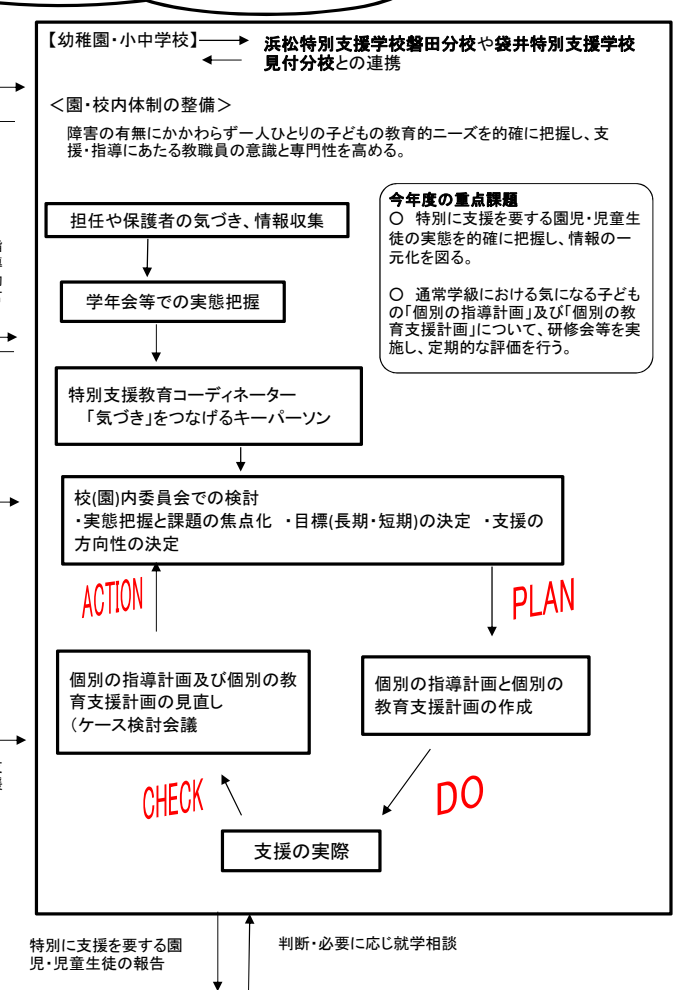 【幼稚園・小中学校】
浜松特別支援学校磐田分校や袋井特別支援学校
見付分校との連携
＜園・校内体制の整備＞
障害の有無にかかわらず一人ひとりの子どもの教育的ニーズを的確に把握し、支
援・指導にあたる教職員の意識と専門性を高める。
今年度の重点課題
〇　特別に支援を要する園児・児童生
徒の実態を的確に把握し、情報の一
元化を図る。
〇　通常学級における気になる子ども
の「個別の指導計画」及び「個別の教
育支援計画」について、研修会等を実
施し、定期的な評価を行う。
担任や保護者の気づき、情報収集
学年会等での実態把握
特別支援教育コーディネーター
「気づき」をつなげるキーパーソン
校(園)内委員会での検討
・実態把握と課題の焦点化　・目標(長期・短期)の決定　・支援の
方向性の決定
ACTION
PLAN
個別の指導計画及び個別の教
育支援計画の見直し
（ケース検討会議
個別の指導計画と個別の
教育支援計画の作成
CHECK
DO
支援の実際
特別に支援を要する園
児・児童生徒の報告
判断・必要に応じ就学相談